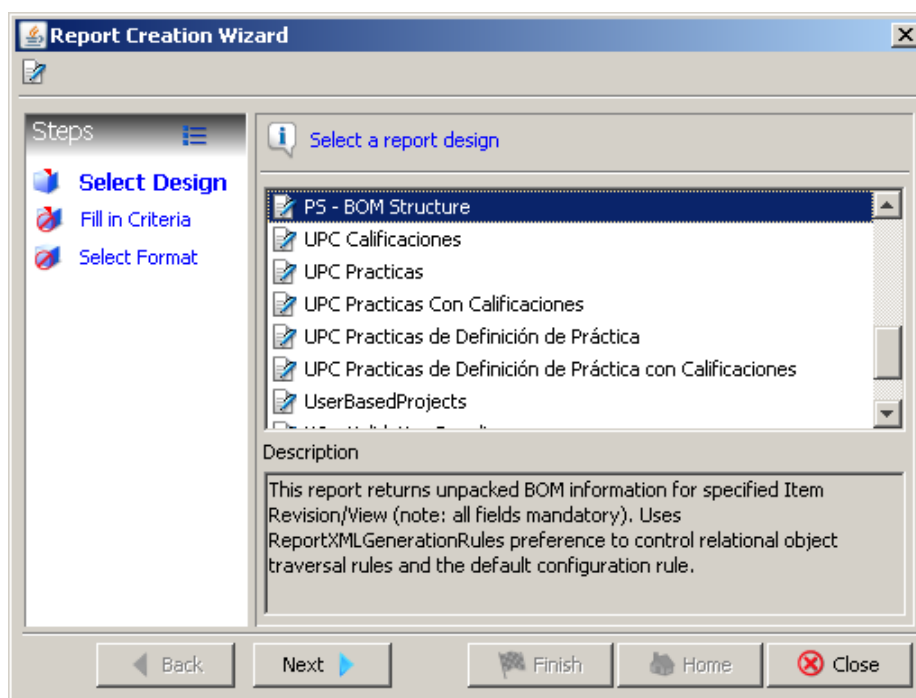 Report Creation Wizard
Steps
Select Design
Fill in Criteria
Select Format
Select a report design
PS - BOM Structure
UPC Calificaciones
UPC Practicas
UPC Practicas Con Calificaciones
UPC Practicas de Definición de Práctica
UPC Practicas de Definición de Práctica con Calificaciones
UserBasedProjects
Description
This report returns unpacked BOM information for specified Item
Revision/View (note: all fields mandatory). Uses
ReportXMLGenerationRules preference to control relational object
traversal rules and the default configuration rule.
Back
Next
Finish
Home
Close